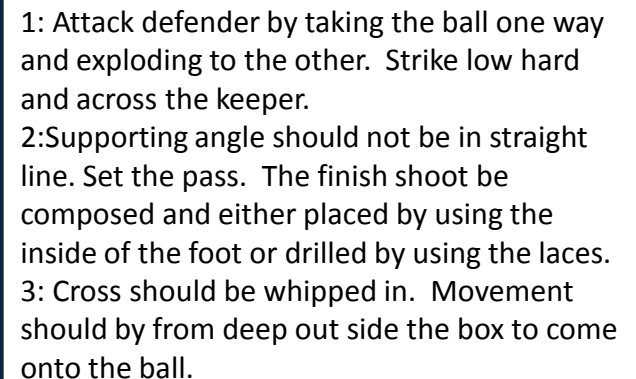 1: Attack defender by taking the ball one way
and exploding to the other.  Strike low hard
and across the keeper.
2:Supporting angle should not be in straight
line. Set the pass.  The finish shoot be
composed and either placed by using the
inside of the foot or drilled by using the laces.
3: Cross should be whipped in.  Movement
should by from deep out side the box to come
onto the ball.